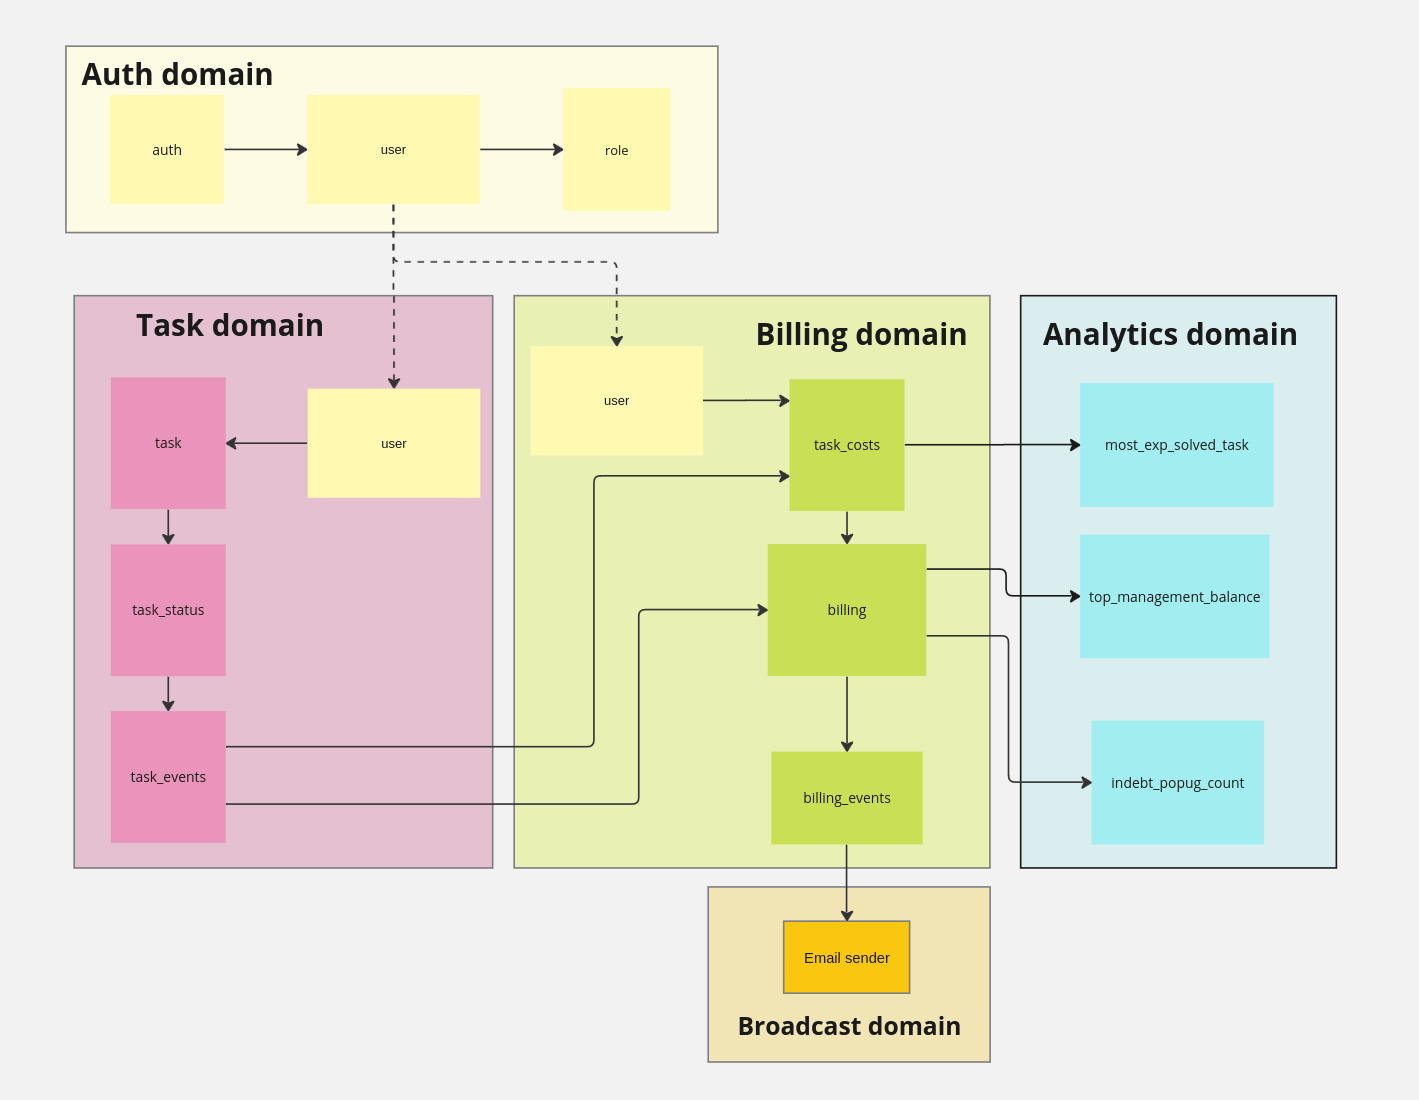 Auth domain
auth
user
role
Task domain
task
user
task_status
task_events
Billing domain
user
task_costs
billing
billing_events
Analytics domain
most_exp_solved_task
top_management_balance
indebt_popug_count
Email sender
Broadcast domain